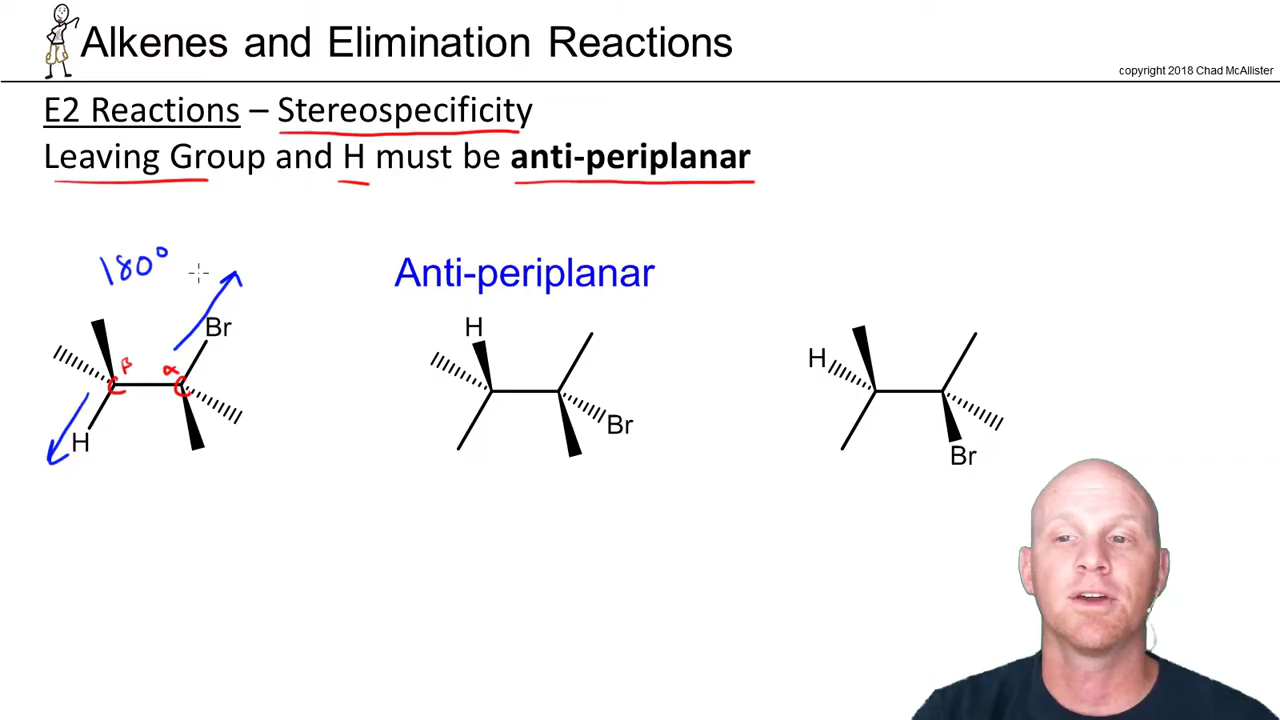 Alkenes and Elimination Reactions
copyright 2018 Chad McAllister
E2 Reactions – Stereospecificity
Leaving Group and H must be anti-periplanar
180°
Anti-periplanar
Br
β
α
H
H
Br
H
Br